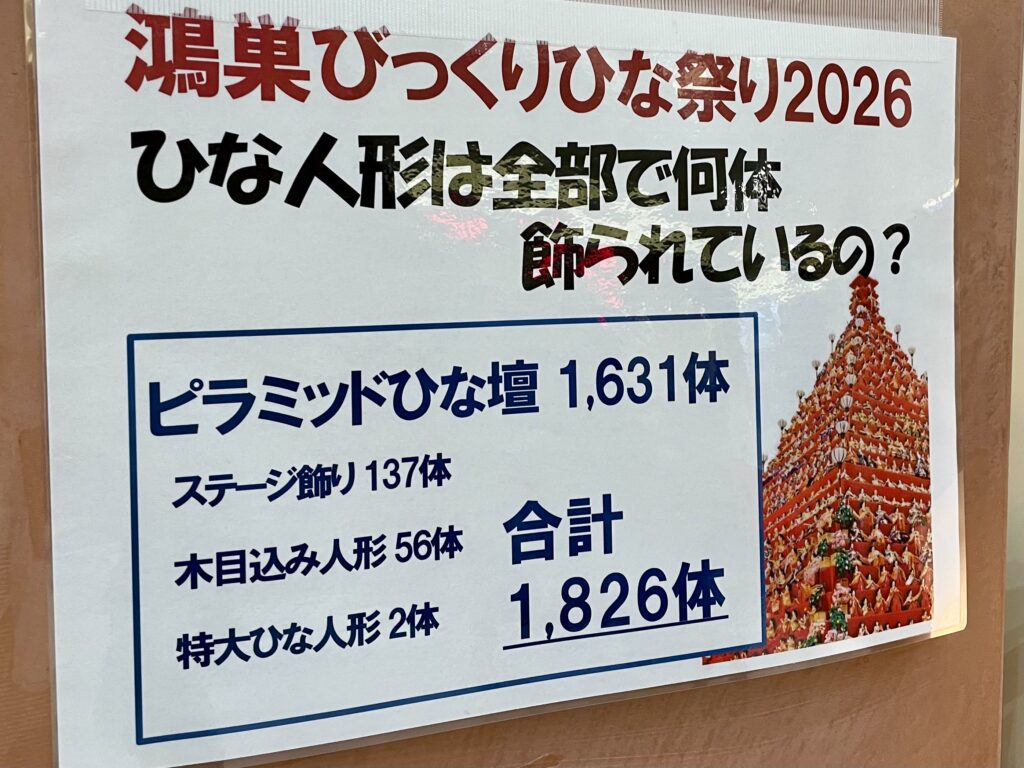 鴻巣びっくりひな祭り2026
ひな人形は全部で何体
飾られているの？
ピラミッドひな壇 1,631体
ステージ飾り 137体
木目込み人形 56体
特大ひな人形 2体
合計
1,826体